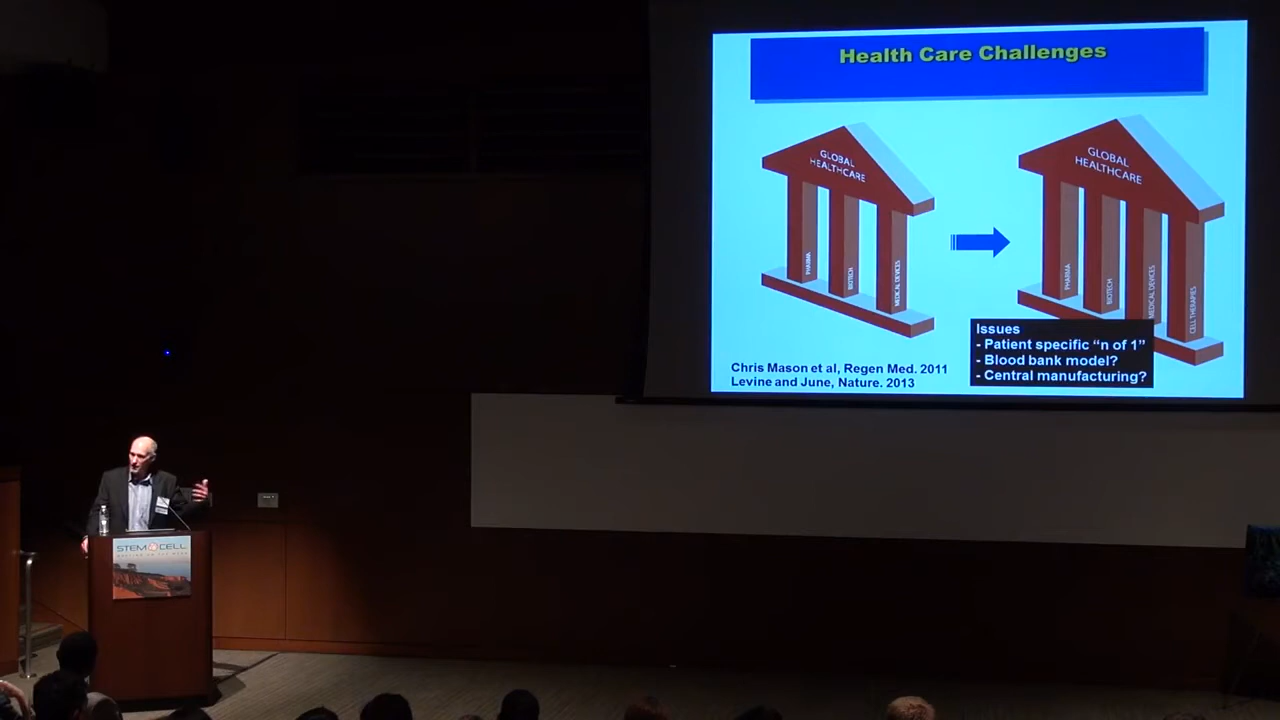 Health Care Challenges
GLOBAL
HEALTHCARE
PHARMA
BIOTECH
MEDICAL DEVICES
GLOBAL
HEALTHCARE
PHARMA
BIOTECH
MEDICAL DEVICES
CELL THERAPIES
Issues
- Patient specific “n of 1”
- Blood bank model?
- Central manufacturing?
Chris Mason et al, Regen Med. 2011
Levine and June, Nature. 2013
STEM CELL